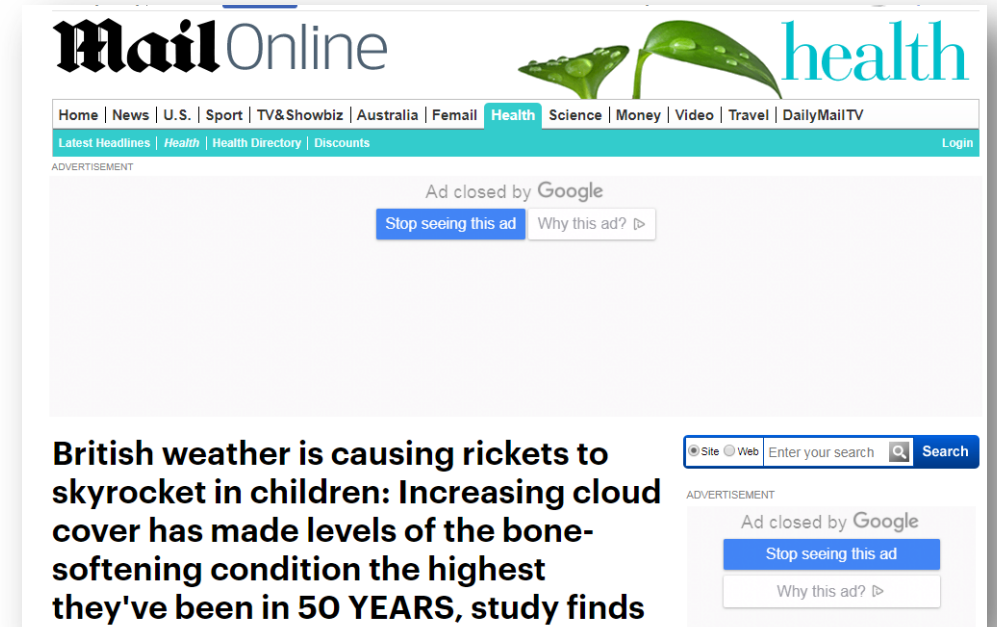 Mail Online
health
Home | News | U.S. | Sport | TV&Showbiz | Australia | Femail | Health | Science | Money | Video | Travel | DailyMailTV
Latest Headlines | Health | Health Directory | Discounts
Login
ADVERTISEMENT
Ad closed by Google
Stop seeing this ad
Why this ad?
British weather is causing rickets to
skyrocket in children: Increasing cloud
cover has made levels of the bone-
softening condition the highest
they've been in 50 YEARS, study finds
Site Web Enter your search Search
ADVERTISEMENT
Ad closed by Google
Stop seeing this ad
Why this ad?